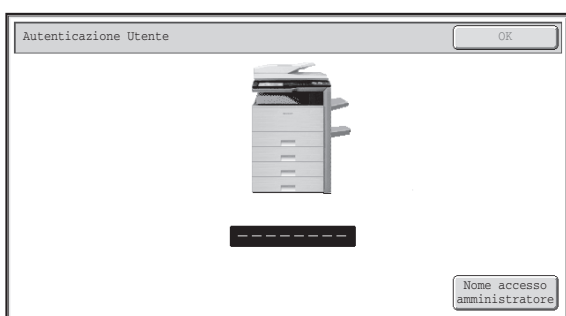 Autenticazione Utente
OK
--------
Nome accesso
amministratore